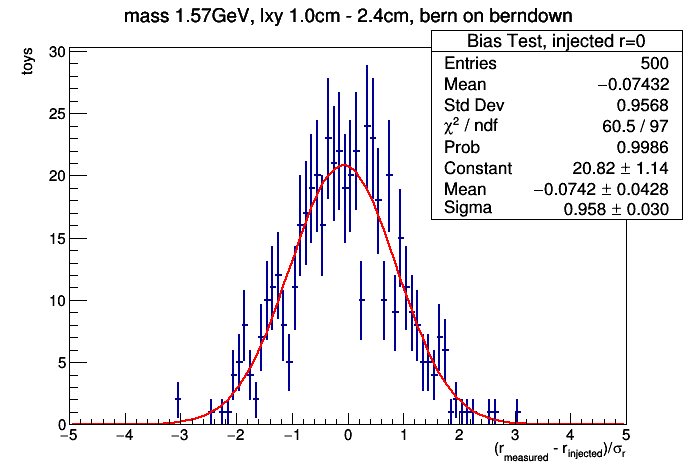 mass 1.57GeV, lxy 1.0cm - 2.4cm, bern on berndown
Bias Test, injected r=0
Entries 500
Mean −0.07432
Std Dev 0.9568
χ² / ndf 60.5 / 97
Prob 0.9986
Constant 20.82 ± 1.14
Mean −0.0742 ± 0.0428
Sigma 0.958 ± 0.030
toys
30
25
20
15
10
5
0
−5 −4 −3 −2 −1 0 1 2 3 4 5
(r_measured - r_injected)/σ_r